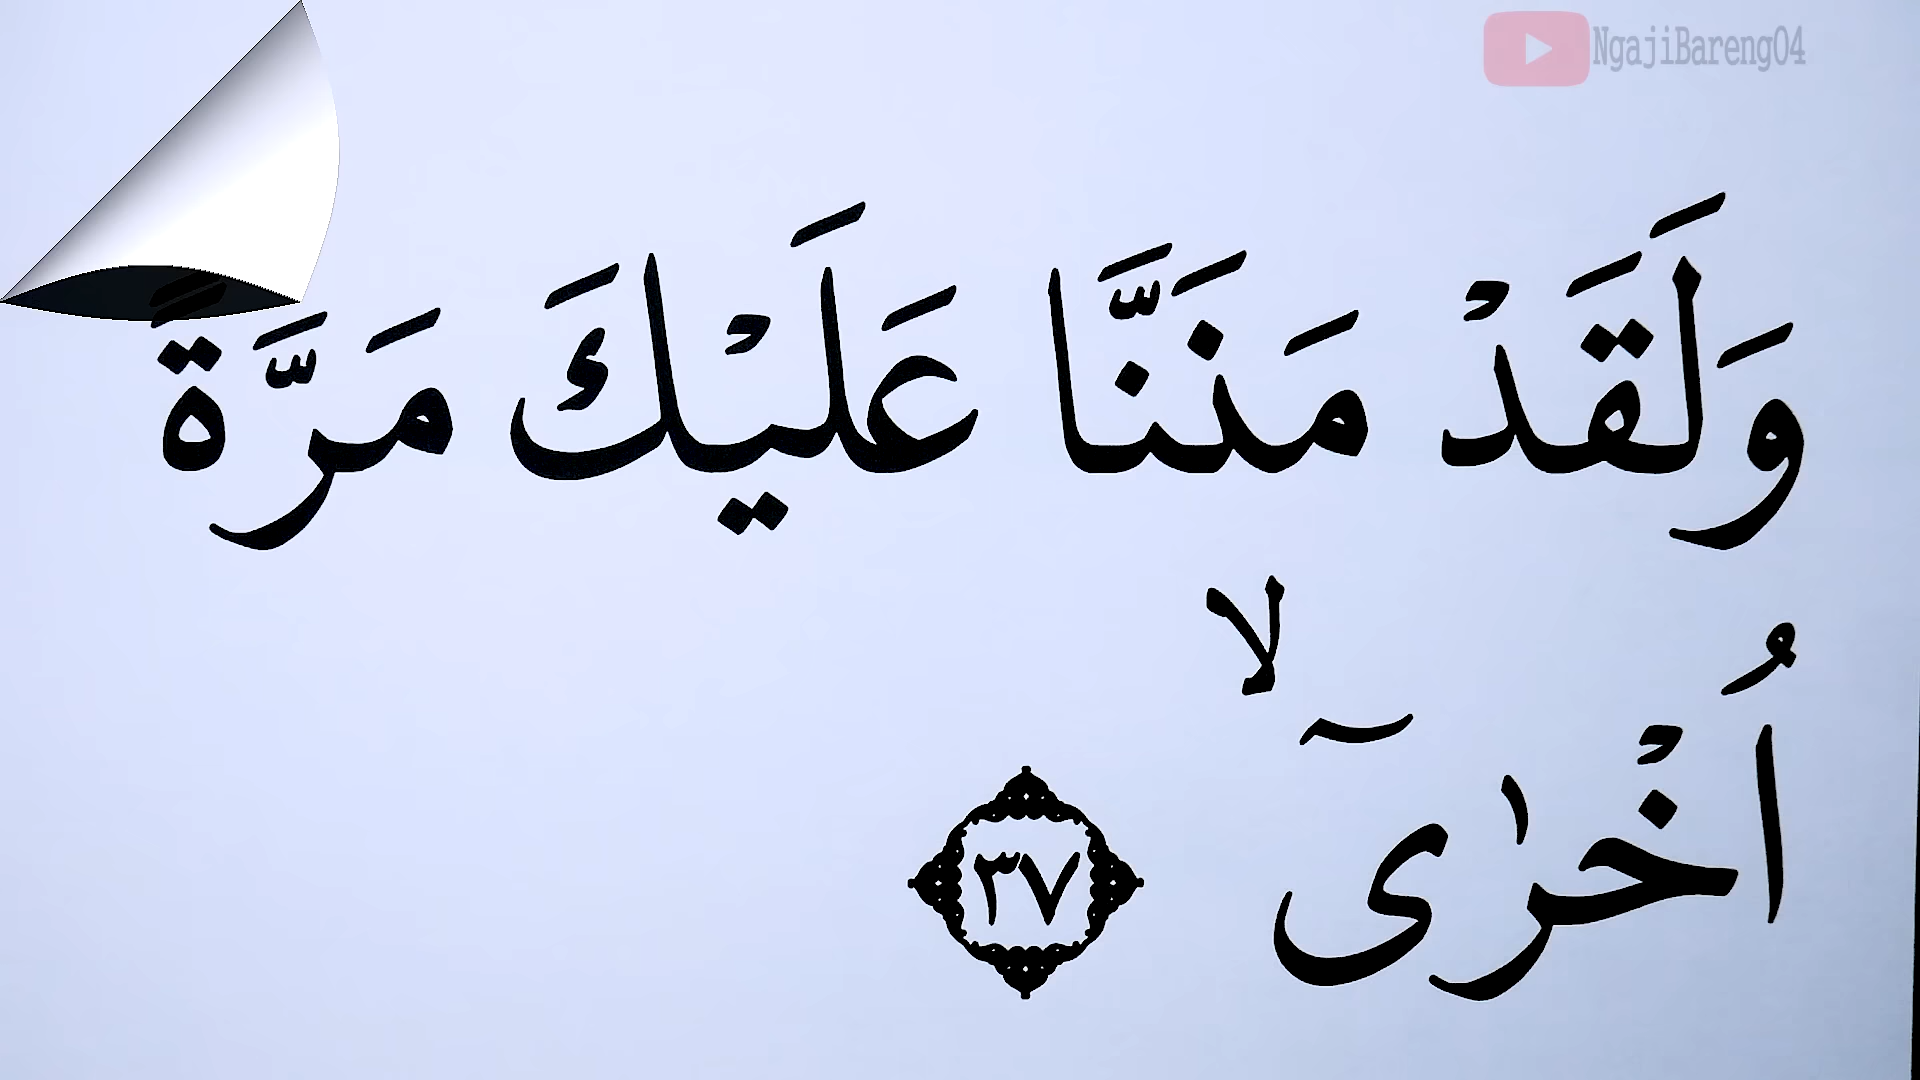 NgajiBareng04
وَلَقَدْ مَنَنَّا عَلَيْكَ مَرَّةً
اُخْرٰىٓ ۙ ٣٧